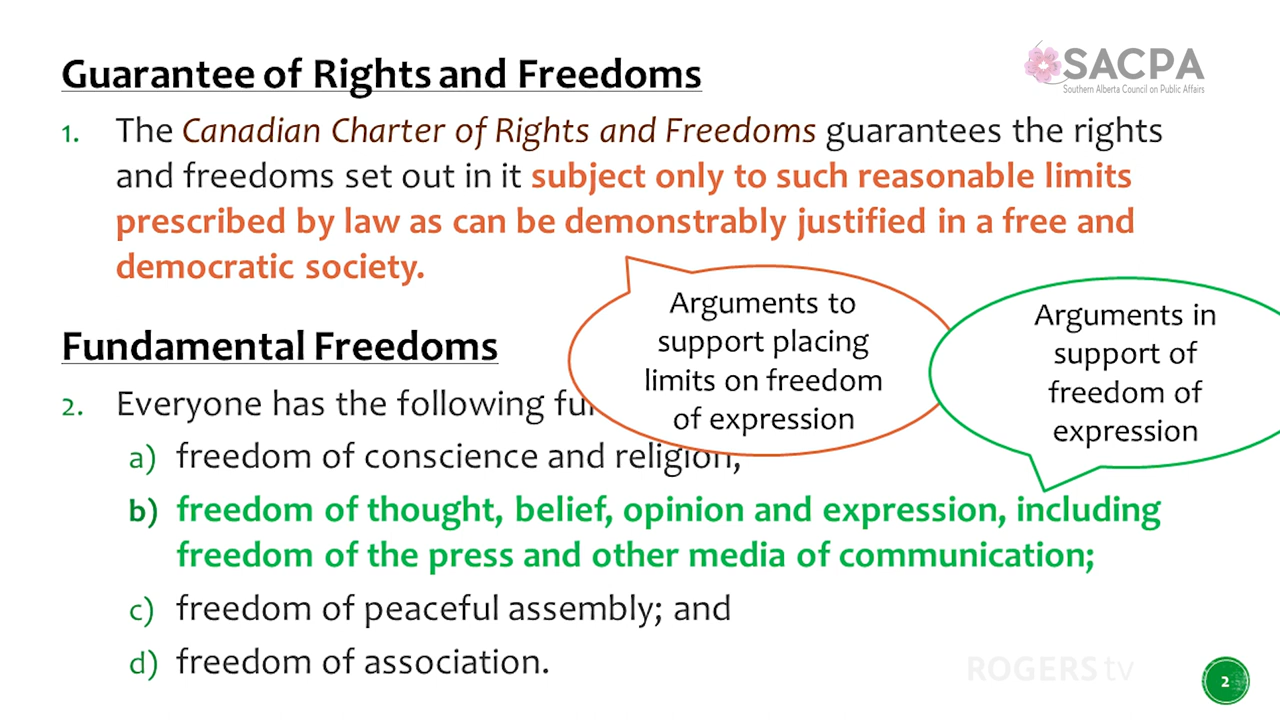 Guarantee of Rights and Freedoms
SACPA
Southern Alberta Council on Public Affairs
1. The Canadian Charter of Rights and Freedoms guarantees the rights
and freedoms set out in it subject only to such reasonable limits
prescribed by law as can be demonstrably justified in a free and
democratic society.
Arguments to
support placing
limits on freedom
of expression
Arguments in
support of
freedom of
expression
Fundamental Freedoms
2. Everyone has the following
a) freedom of conscience and religion,
b) freedom of thought, belief, opinion and expression, including
freedom of the press and other media of communication;
c) freedom of peaceful assembly; and
d) freedom of association.
ROGERS tv
2